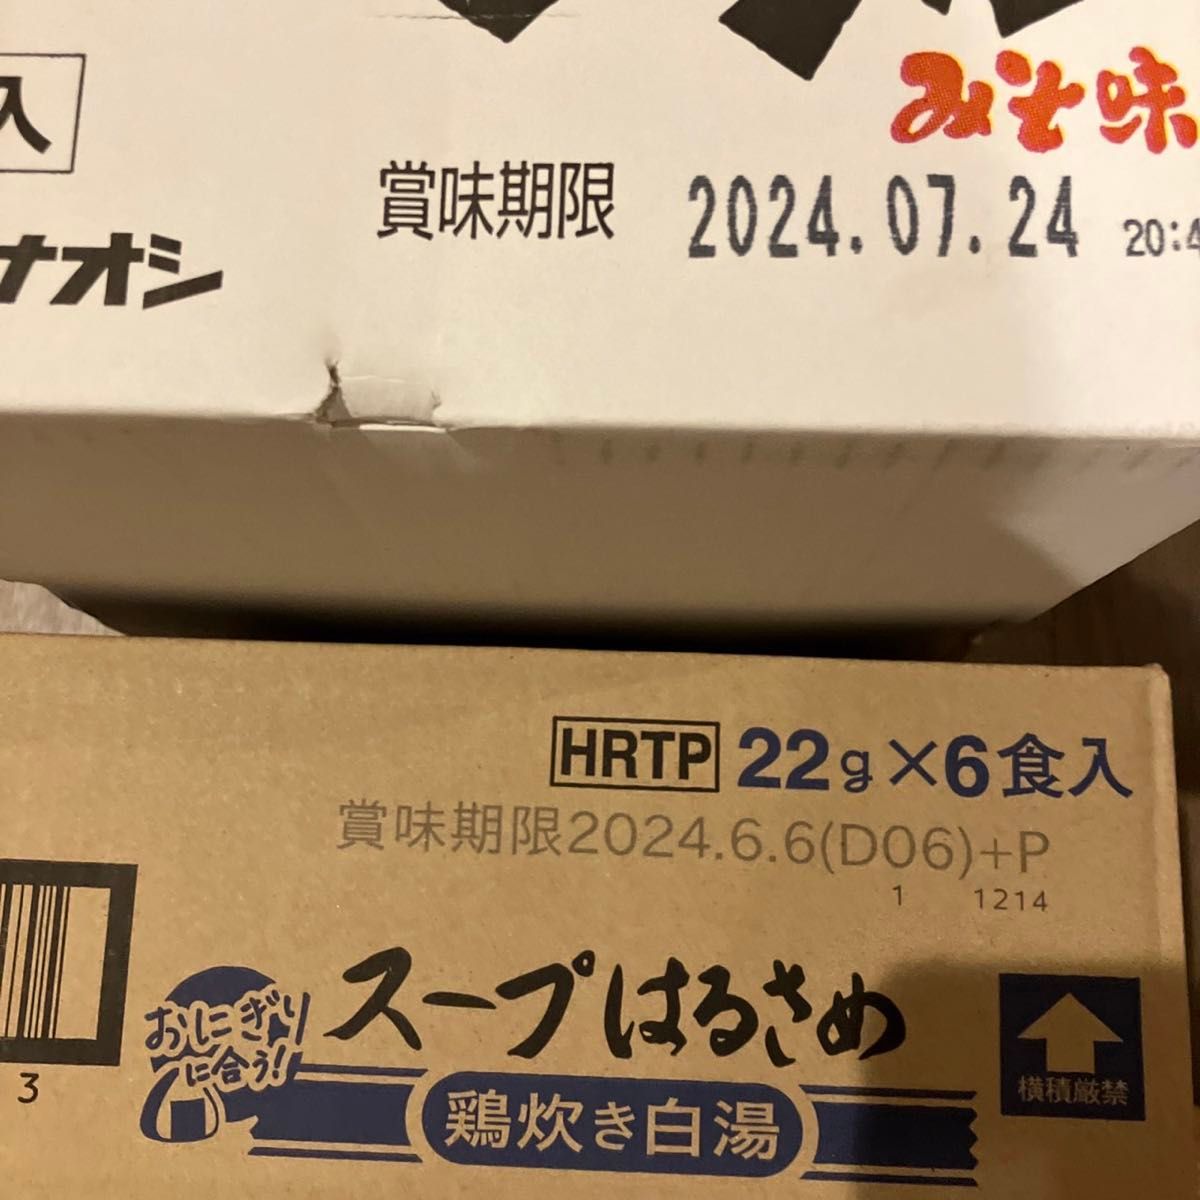 みそ味
入
賞味期限 2024.07.24 20:4
ナオシ
HRTP 22g×6食入
賞味期限2024.6.6(D06)+P
1 1214
おにぎりに合う!!
スープはるさめ
鶏炊き白湯
横積厳禁
3